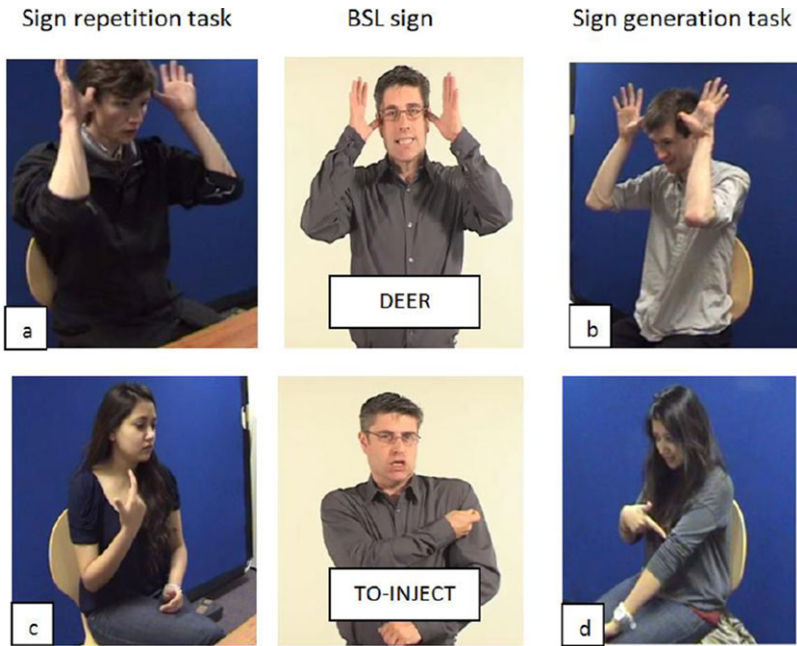 Sign repetition task
BSL sign
Sign generation task
DEER
a
b
TO-INJECT
c
d